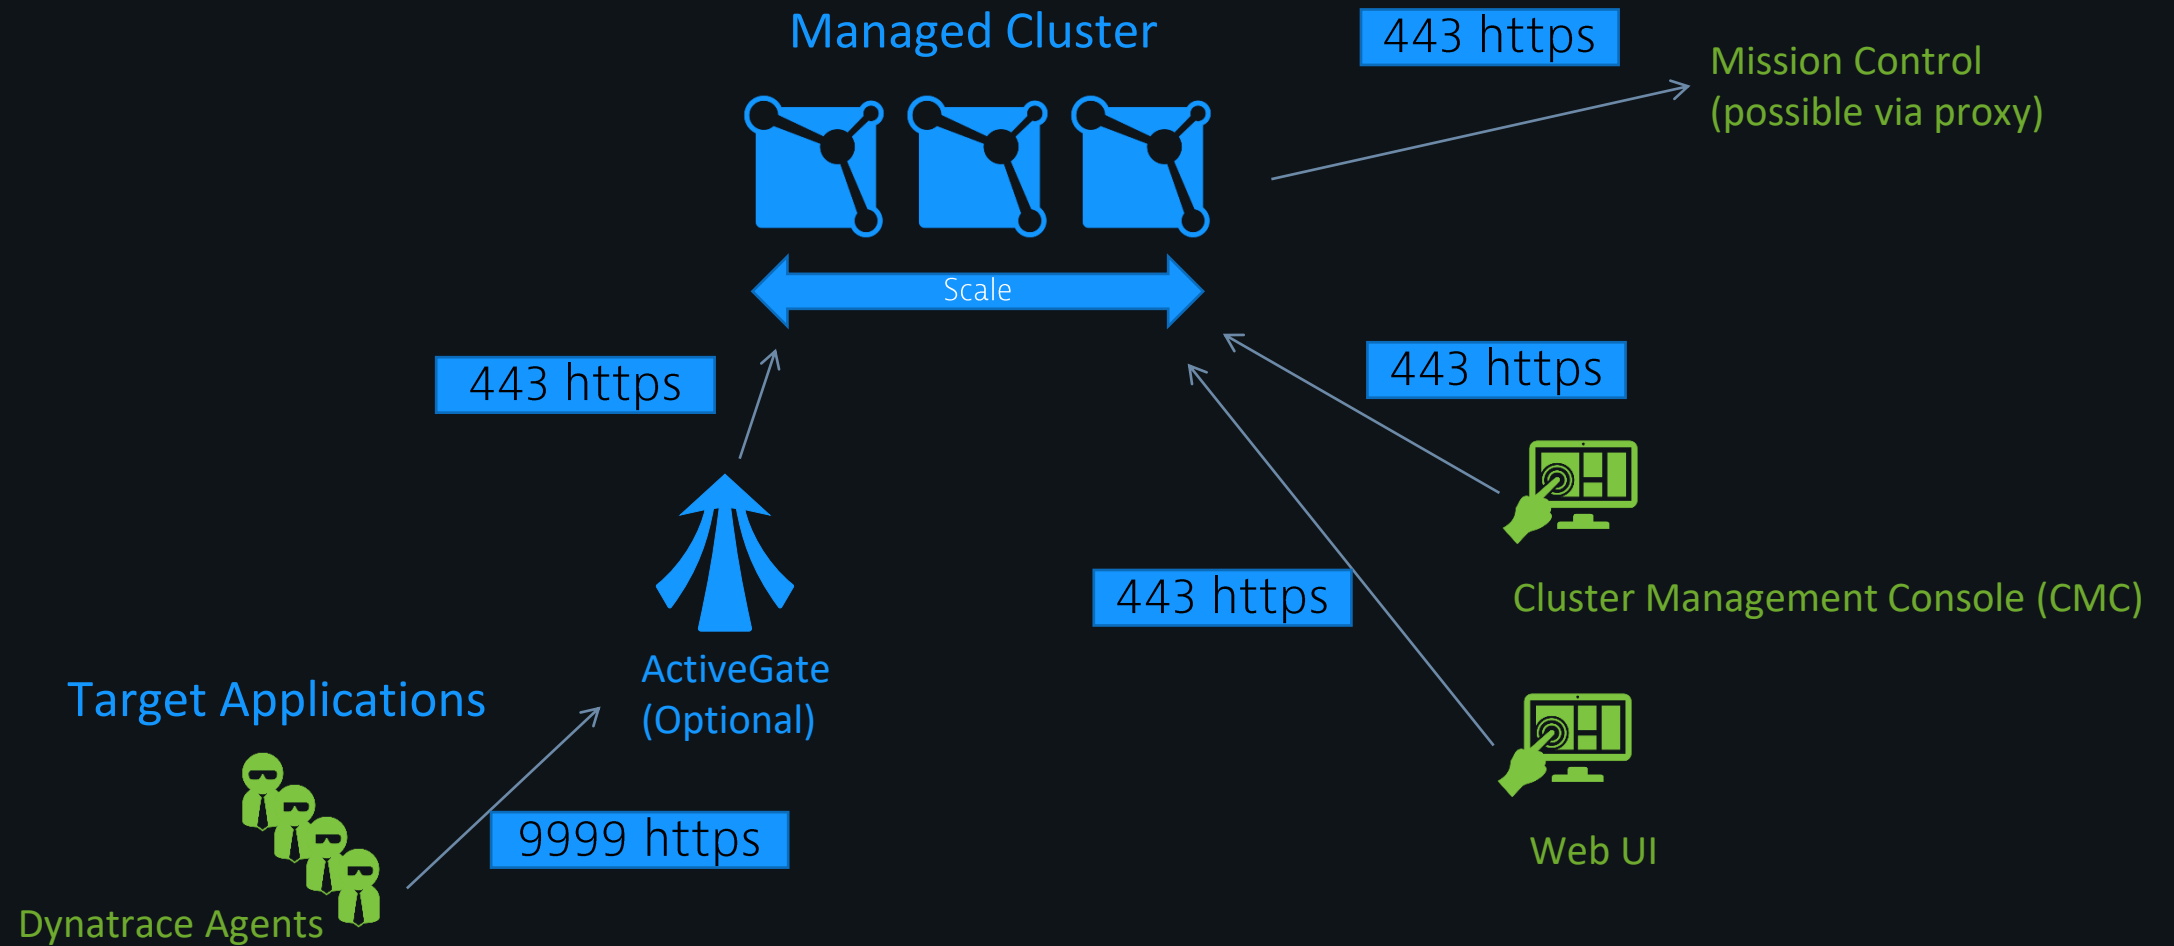 Managed Cluster
443 https
Mission Control
(possible via proxy)
Scale
443 https
443 https
443 https
Cluster Management Console (CMC)
ActiveGate
(Optional)
Target Applications
9999 https
Web UI
Dynatrace Agents